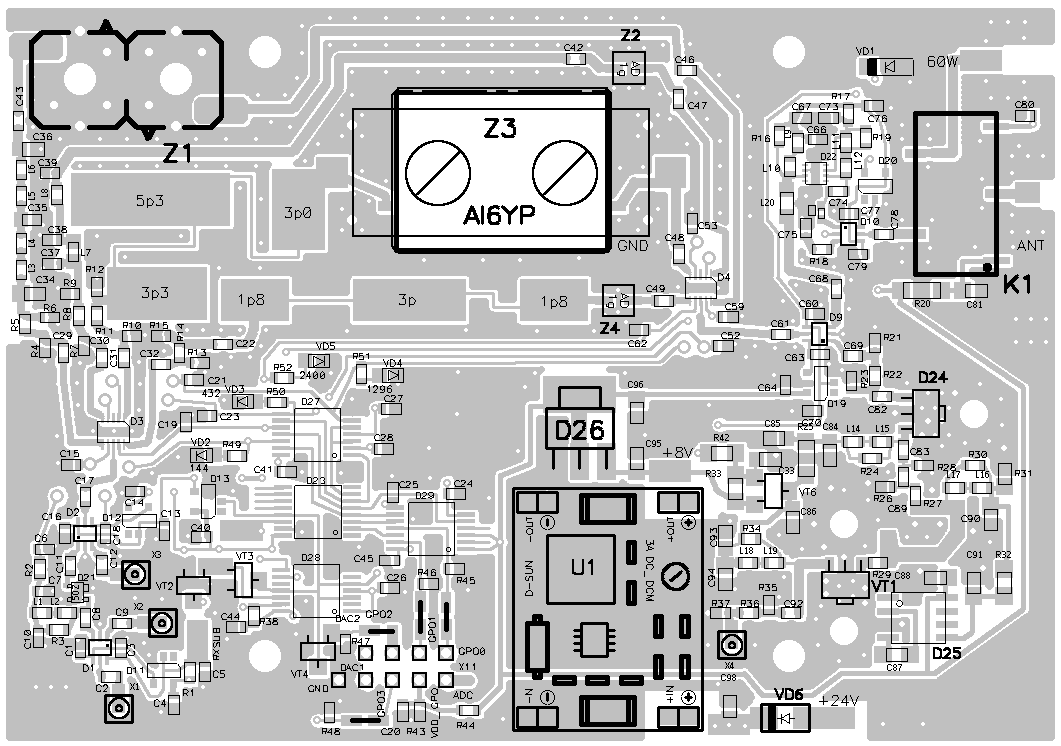 Z1
Z2
AD
1g
C42
C46
C47
VD1
60W
C43
C36
C39
L6
L5
L8
C35
C38
L4
L7
C37
L3
C34
R9
R12
R6
R8
R5
5p3
3p0
Z3
AI6YP
GND
C53
C48
D4
3p3
1p8
3p
1p8
AD
1g
Z4
C49
C59
C52
C62
C67
C73
R17
C76
R16
L9
C66
L11
R19
L10
D22
L12
D20
L20
C74
C77
C78
C75
D10
R18
C79
C68
C80
ANT
K1
R20
C81
R4
C29
R7
C30
R11
C31
R10
R15
R14
C32
R13
C22
C21
432
VD3
R50
R52
VD5
2400
R51
VD4
1296
C19
C23
D27
C27
D3
VD2
144
R49
C28
C41
C15
C61
C60
D9
C63
C69
R21
C64
R23
R22
D19
C70
C82
D24
C96
D26
C95
+8V
R42
C85
R25
C84
L14
L15
R33
C33
VT6
C86
R24
C83
R26
R28
R30
R31
L17
L16
R27
C89
C90
C17
C14
D13
D23
C25
C24
D29
C16
D2
D12
C18
C13
C40
C6
C12
C11
X3
R2
C7
D21
VT2
VT3
D28
C45
C26
R46
R45
L1
L2
C8
X2
C9
C44
R38
DAC2
GPO2
GPO1
C10
R3
C1
D1
C3
RXSUB
R47
DAC1
GPO0
X11
VT4
GND
D11
X1
R1
C5
C2
C4
GPO3
GPO
ADC
VDD
R48
C20
R43
R44
-OUT
OUT+
3A DC_DCM
U1
D-SUN
-IN
+IN
C93
R34
L18
L19
C94
R35
R37
R36
C92
X4
C98
VD6
+24V
VT1
R29
C88
C91
R32
D25
C87